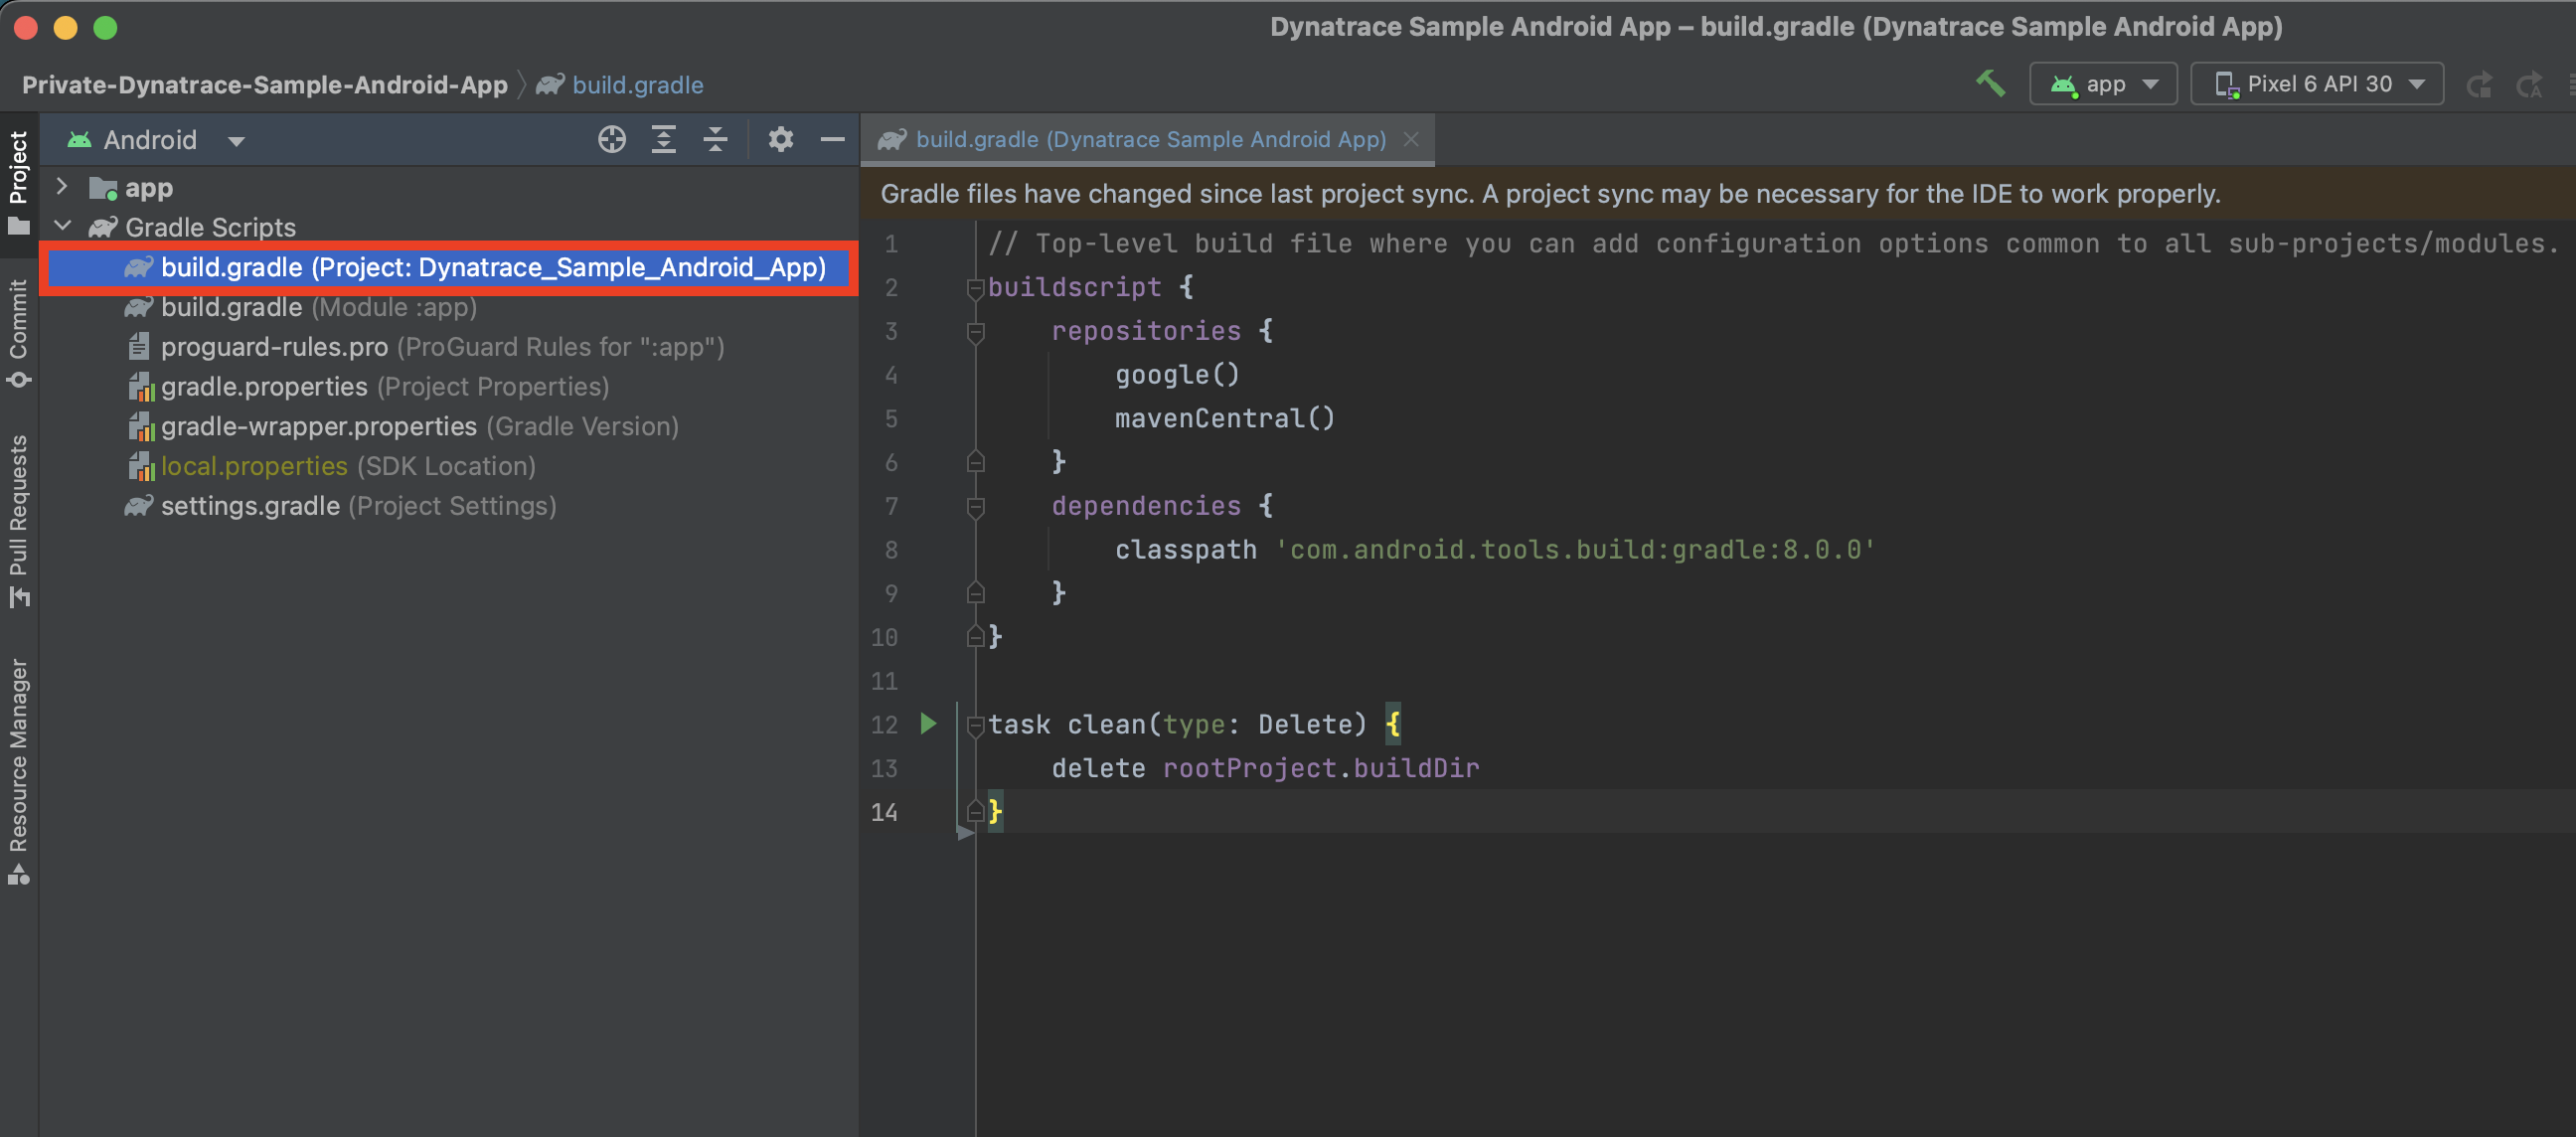 Dynatrace Sample Android App – build.gradle (Dynatrace Sample Android App)
Private-Dynatrace-Sample-Android-App
build.gradle
app
Pixel 6 API 30
Project
Commit
Pull Requests
Resource Manager
Android
app
Gradle Scripts
build.gradle (Project: Dynatrace_Sample_Android_App)
build.gradle (Module :app)
proguard-rules.pro (ProGuard Rules for ":app")
gradle.properties (Project Properties)
gradle-wrapper.properties (Gradle Version)
local.properties (SDK Location)
settings.gradle (Project Settings)
build.gradle (Dynatrace Sample Android App)
Gradle files have changed since last project sync. A project sync may be necessary for the IDE to work properly.
1 // Top-level build file where you can add configuration options common to all sub-projects/modules.
2 buildscript {
3 repositories {
4 google()
5 mavenCentral()
6 }
7 dependencies {
8 classpath 'com.android.tools.build:gradle:8.0.0'
9 }
10 }
11
12 task clean(type: Delete) {
13 delete rootProject.buildDir
14 }